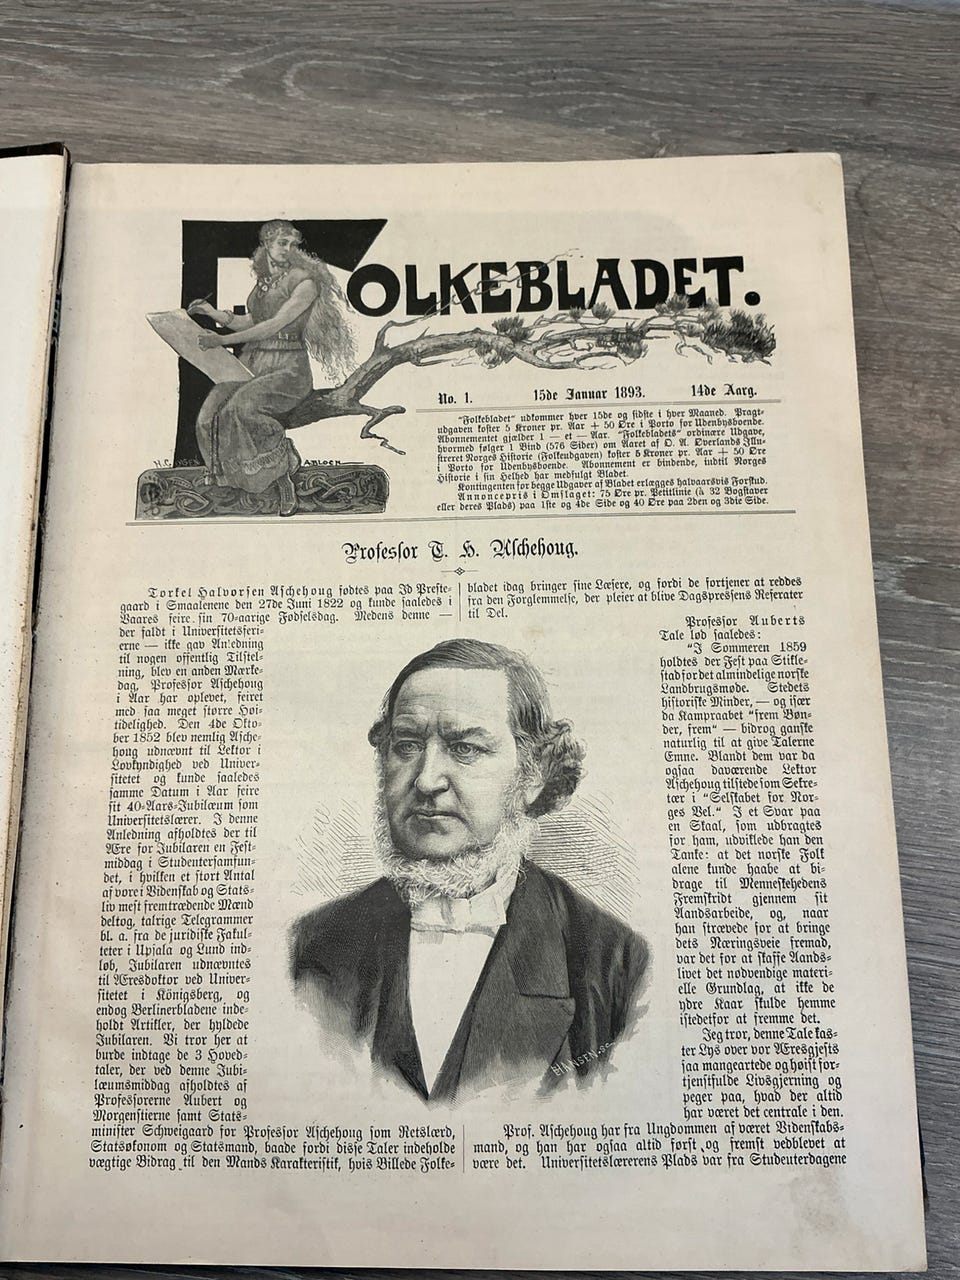 FOLKEBLADET.
No. 1. 15de Januar 1893. 14de Aarg.
"Folkebladet" udkommer hver 15de og sidste i hver Maaned. Pragt-
udgaven koster 5 Kroner pr. Aar + 50 Øre i Porto for Udenbysboende.
Abonnementet gjælder 1 — et — Aar. "Folkebladets" ordinære Udgave,
hvormed følger 1 Bind (576 Sider) om Aaret af O. A. Øverlands Illu-
streret Norges Historie (Folkeudgaven) koster 5 Kroner pr. Aar + 50 Øre
i Porto for Udenbysboende. Abonnement er bindende, indtil Norges
Historie i sin Helhed har medfulgt Bladet.
Kontingenten for begge Udgaver af Bladet erlægges halvaarsvis Forskud.
Annoncepris i Omslaget: 75 Øre pr. Petitlinie (à 32 Bogstaver
eller deres Plads) paa 1ste og 4de Side og 40 Øre paa 2den og 3die Side.
A. BLOCH
Professor T. H. Aschehoug.
Torkel Halvorsen Aschehoug fødtes paa Id Preste-
gaard i Smaalenene den 27de Juni 1822 og kunde saaledes i
Vaares feire sin 70-aarige Fødselsdag. Medens denne —
der faldt i Universitetsferi-
erne — ikke gav Anledning
til nogen offentlig Tilstel-
ning, blev en anden Mærke-
dag, Professor Aschehoug
i Aar har oplevet, feiret
med saa meget større Høi-
tidelighed. Den 4de Okto-
ber 1852 blev nemlig Asche-
houg udnævnt til Lektor i
Lovkyndighed ved Univer-
sitetet og kunde saaledes
samme Datum i Aar feire
sit 40-Aars-Jubilæum som
Universitetslærer. I denne
Anledning afholdtes der til
Ære for Jubilaren en Fest-
middag i Studentersamfun-
det, i hvilken et stort Antal
af vore i Videnskab og Stats-
liv mest fremtrædende Mænd
deltog, talrige Telegrammer
bl. a. fra de juridiske Fakul-
teter i Upsala og Lund ind-
løb, Jubilaren udnævntes
til Æresdoktor ved Univer-
sitetet i Königsberg, og
endog Berlinerbladene inde-
holdt Artikler, der hyldede
Jubilaren. Vi tror her at
burde indtage de 3 Hoved-
taler, der ved denne Jubi-
læumsmiddag afholdtes af
Professorerne Aubert og
Morgenstierne samt Stats-
minister Schweigaard for Professor Aschehoug som Retslærd,
Statsøkonom og Statsmand, baade fordi disse Taler indeholde
vægtige Bidrag til den Mands Karakteristik, hvis Billede Folke-
bladet idag bringer sine Læsere, og fordi de fortjener at reddes
fra den Forglemmelse, der pleier at blive Dagspressens Referater
til Del.
Professor Auberts
Tale lød saaledes:
"I Sommeren 1859
holdtes der Fest paa Stikle-
stad for det almindelige norske
Landbrugsmøde. Stedets
historiske Minder, — og især
da Kampraabet "frem Bøn-
der, frem" — bidrog ganske
naturlig til at give Talerne
Emne. Blandt dem var da
ogsaa daværende Lektor
Aschehoug tilstede som Sekre-
tær i "Selskabet for Nor-
ges Vel." I et Svar paa
en Skaal, som udbragtes
for ham, udviklede han den
Tanke: at det norske Folk
alene kunde haabe at bi-
drage til Menneskehedens
Fremskridt gjennem sit
Aandsarbeide, og, naar
han strævede for at bringe
dets Næringsveie fremad,
var det for at skaffe Aands-
livet det nødvendige materi-
elle Grundlag, at ikke de
ydre Kaar skulde hemme
istedetfor at fremme det.
Jeg tror, denne Tale kas-
ter Lys over vor Æresgjests
saa mangeartede og høist for-
tjenstfulde Livsgjerning og
peger paa, hvad der altid
har været det centrale i den.
Prof. Aschehoug har fra Ungdommen af været Videnskabs-
mand, og han har ogsaa altid først og fremst vedblevet at
være det. Universitetslærerens Plads var fra Studeuterdagene
HANSEN. sc.